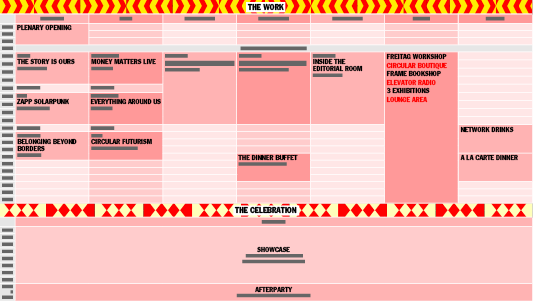 THE WORK
PLENARY OPENING
THE STORY IS OURS
MONEY MATTERS LIVE
INSIDE THE
EDITORIAL ROOM
FREITAG WORKSHOP
CIRCULAR BOUTIQUE
FRAME BOOKSHOP
ELEVATOR RADIO
3 EXHIBITIONS
LOUNGE AREA
ZAPP SOLARPUNK
EVERYTHING AROUND US
BELONGING BEYOND
BORDERS
CIRCULAR FUTURISM
NETWORK DRINKS
THE DINNER BUFFET
A LA CARTE DINNER
THE CELEBRATION
SHOWCASE
AFTERPARTY